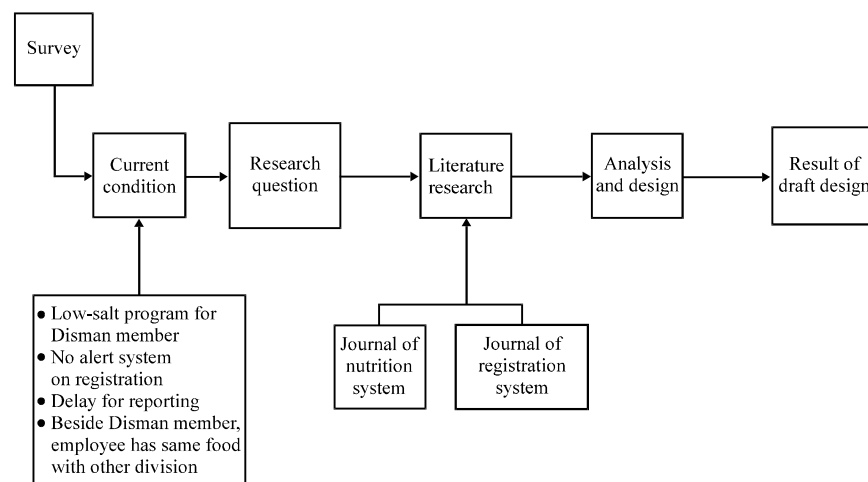 Survey
Current
condition
Research
question
Literature
research
Analysis
and design
Result of
draft design
● Low-salt program for
Disman member
● No alert system
on registration
● Delay for reporting
● Beside Disman member,
employee has same food
with other division
Journal of
nutrition
system
Journal of
registration
system